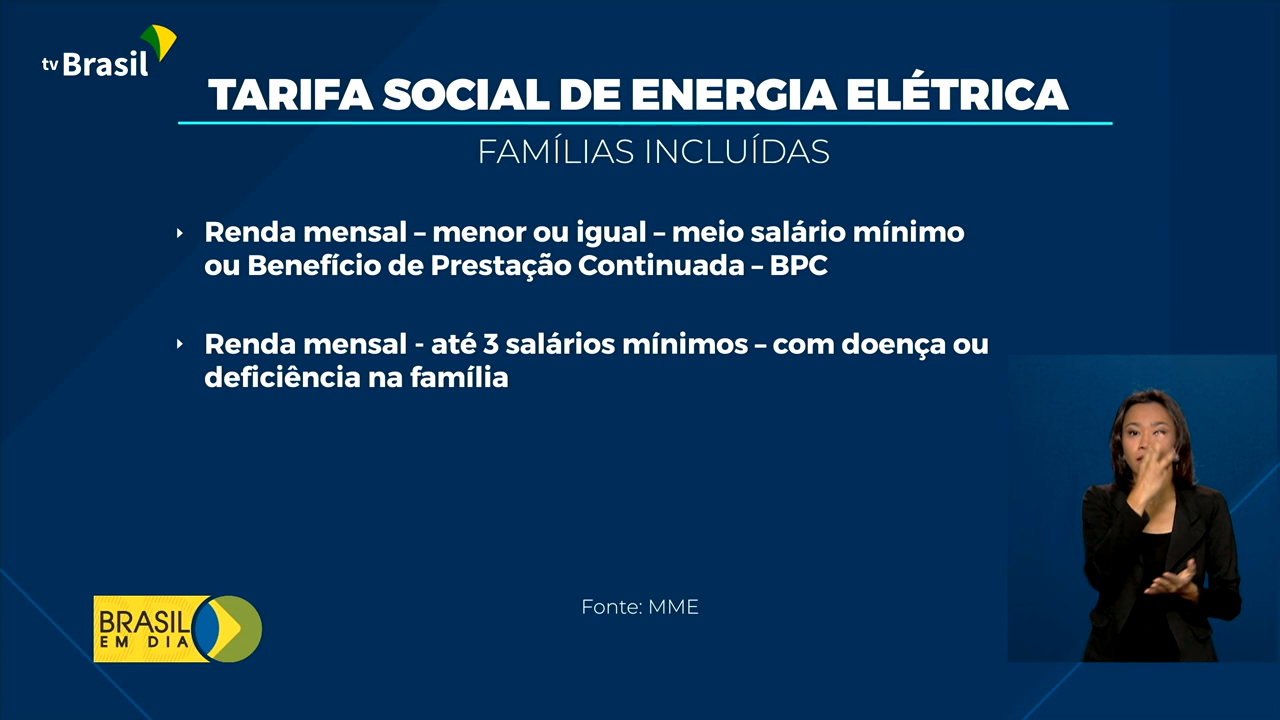 tv Brasil
TARIFA SOCIAL DE ENERGIA ELÉTRICA
FAMÍLIAS INCLUÍDAS
Renda mensal – menor ou igual – meio salário mínimo
ou Benefício de Prestação Continuada – BPC
Renda mensal - até 3 salários mínimos – com doença ou
deficiência na família
Fonte: MME
BRASIL
EM DIA